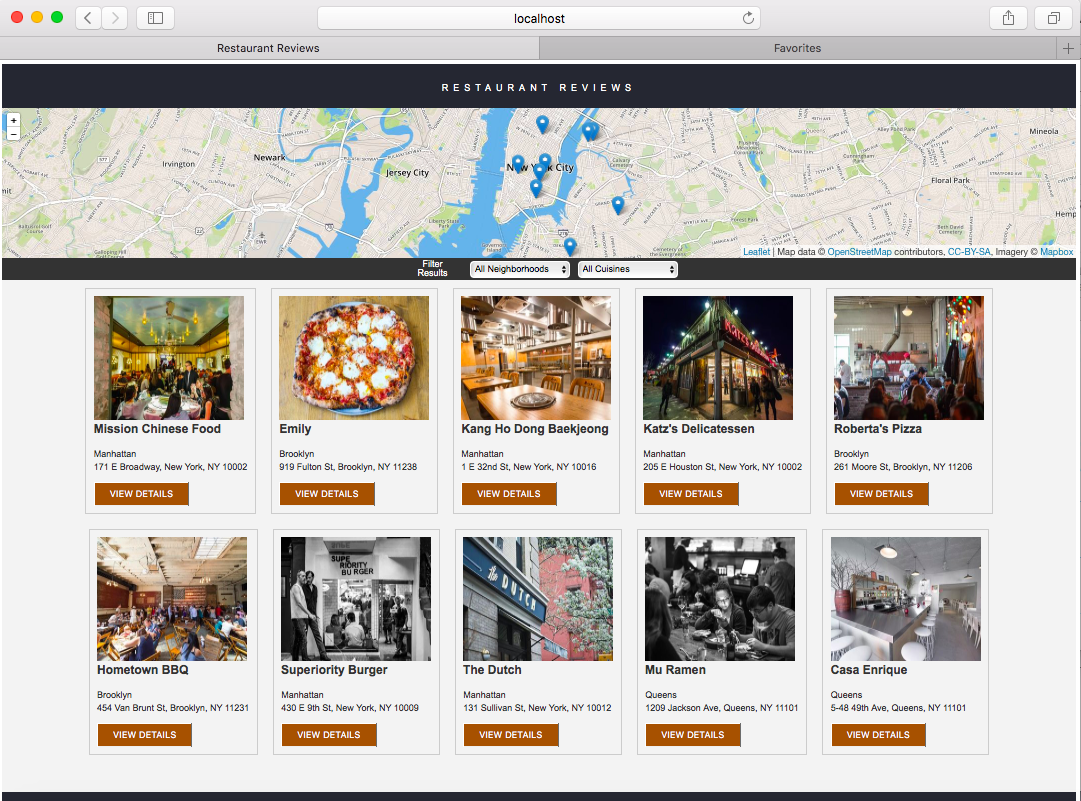 localhost
Restaurant Reviews
Favorites
RESTAURANT REVIEWS
+
−
Irvington
Newark
Jersey City
New York City
Mineola
Floral Park
Leaflet | Map data © OpenStreetMap contributors, CC-BY-SA, Imagery © Mapbox
Filter
Results
All Neighborhoods
All Cuisines
KATZ'S
Mission Chinese Food
Manhattan
171 E Broadway, New York, NY 10002
VIEW DETAILS
Emily
Brooklyn
919 Fulton St, Brooklyn, NY 11238
VIEW DETAILS
Kang Ho Dong Baekjeong
Manhattan
1 E 32nd St, New York, NY 10016
VIEW DETAILS
Katz's Delicatessen
Manhattan
205 E Houston St, New York, NY 10002
VIEW DETAILS
Roberta's Pizza
Brooklyn
261 Moore St, Brooklyn, NY 11206
VIEW DETAILS
Hometown BBQ
Brooklyn
454 Van Brunt St, Brooklyn, NY 11231
VIEW DETAILS
SUPE
RIORITY
BURGER
Superiority Burger
Manhattan
430 E 9th St, New York, NY 10009
VIEW DETAILS
the DUTCH
The Dutch
Manhattan
131 Sullivan St, New York, NY 10012
VIEW DETAILS
Mu Ramen
Queens
1209 Jackson Ave, Queens, NY 11101
VIEW DETAILS
Casa Enrique
Queens
5-48 49th Ave, Queens, NY 11101
VIEW DETAILS